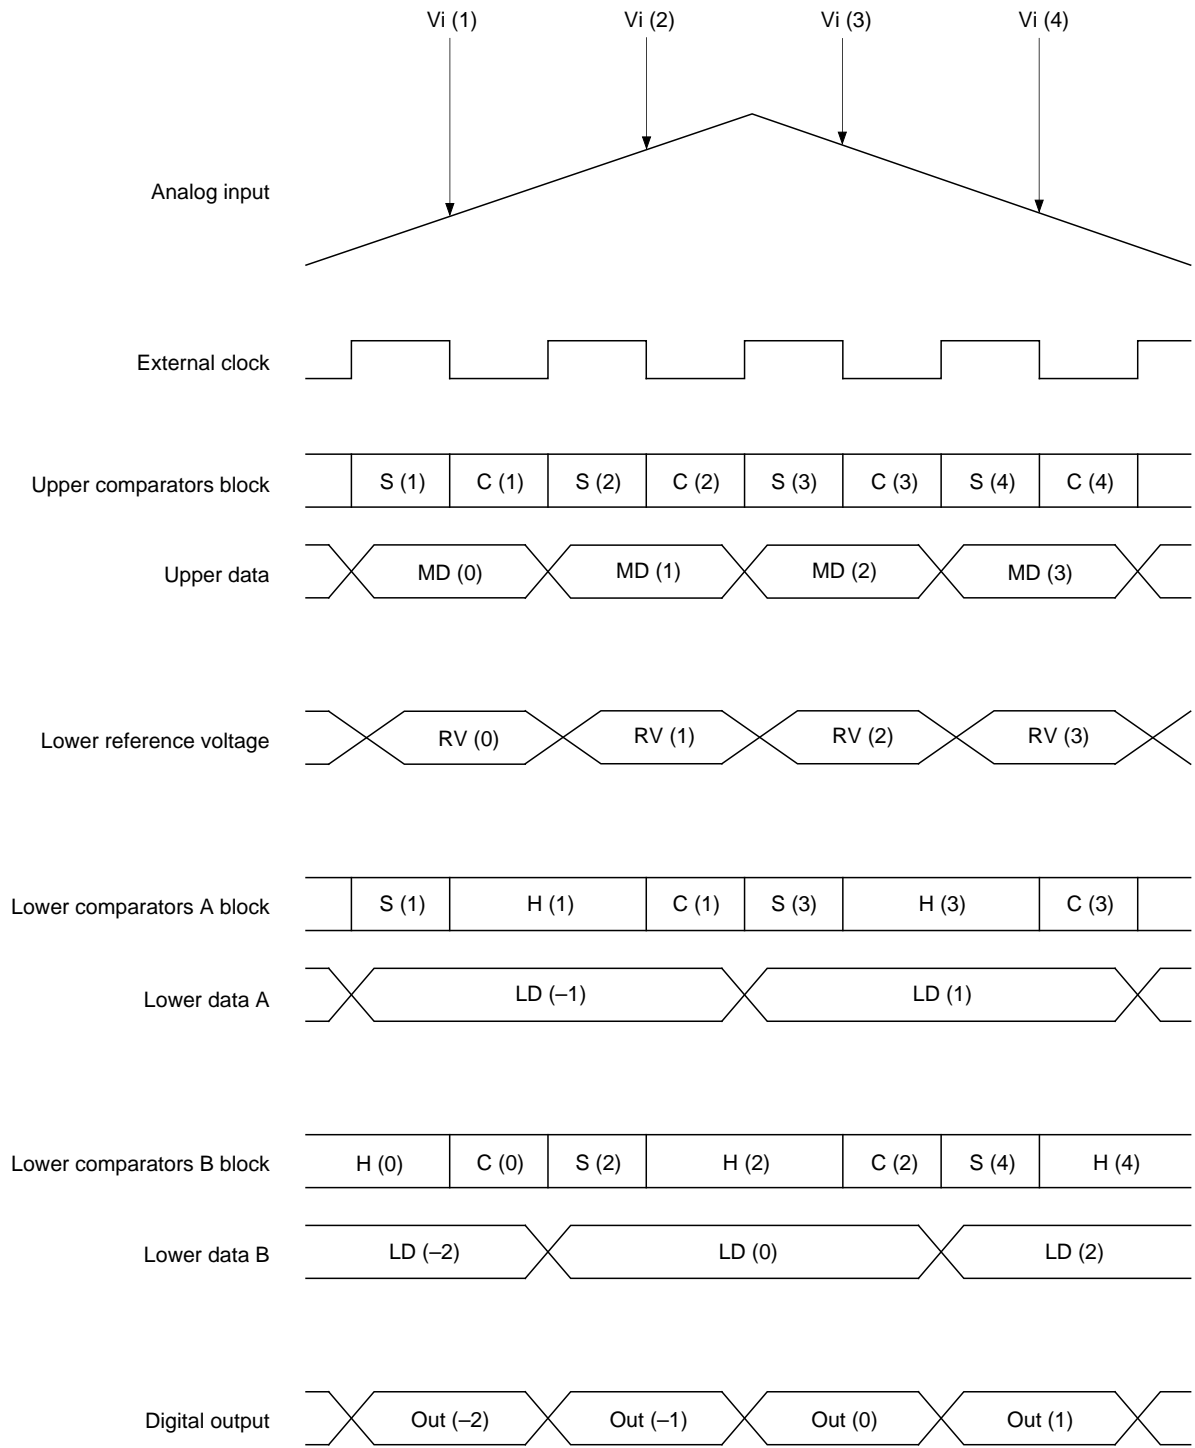 Vi (1) Vi (2) Vi (3) Vi (4)
Analog input
External clock
Upper comparators block S (1) C (1) S (2) C (2) S (3) C (3) S (4) C (4)
Upper data MD (0) MD (1) MD (2) MD (3)
Lower reference voltage RV (0) RV (1) RV (2) RV (3)
Lower comparators A block S (1) H (1) C (1) S (3) H (3) C (3)
Lower data A LD (–1) LD (1)
Lower comparators B block H (0) C (0) S (2) H (2) C (2) S (4) H (4)
Lower data B LD (–2) LD (0) LD (2)
Digital output Out (–2) Out (–1) Out (0) Out (1)